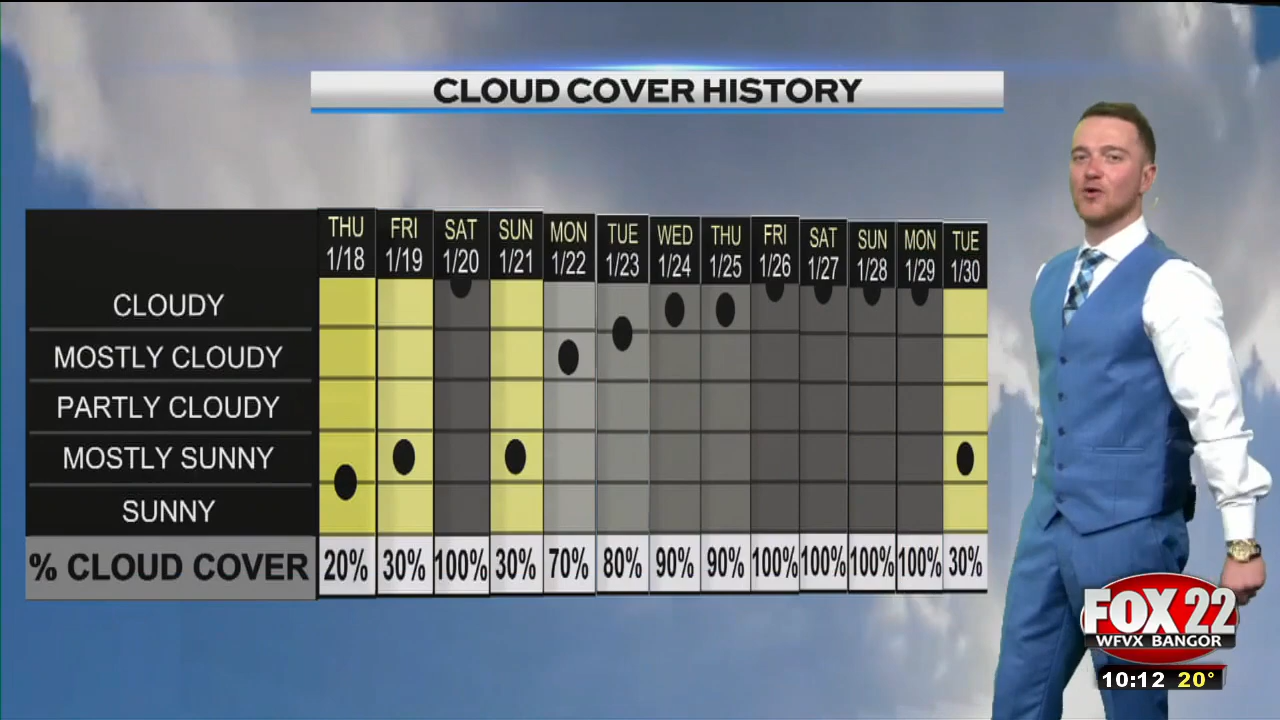 CLOUD COVER HISTORY
THU FRI SAT SUN MON TUE WED THU FRI SAT SUN MON TUE
1/18 1/19 1/20 1/21 1/22 1/23 1/24 1/25 1/26 1/27 1/28 1/29 1/30
CLOUDY
MOSTLY CLOUDY
PARTLY CLOUDY
MOSTLY SUNNY
SUNNY
% CLOUD COVER 20% 30% 100% 30% 70% 80% 90% 90% 100% 100% 100% 100% 30%
FOX 22
WFVX BANGOR
10:12 20°